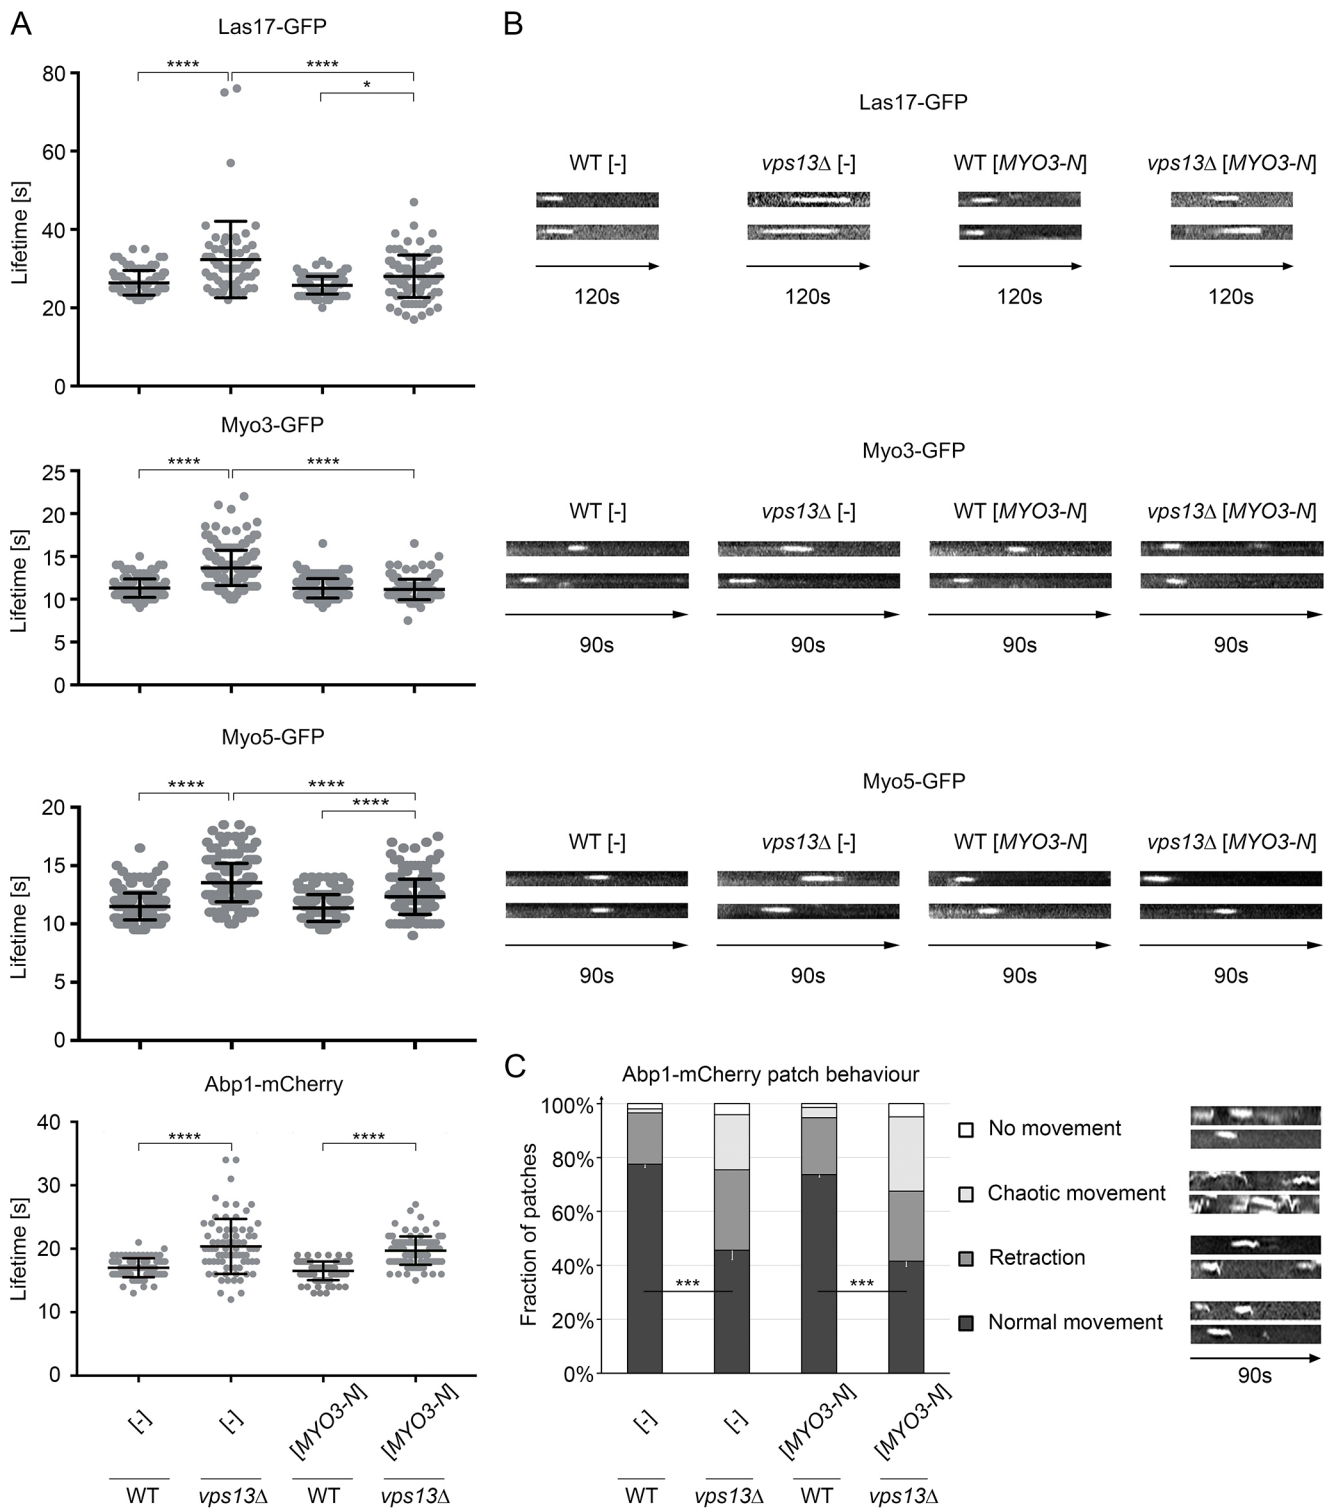 A
Las17-GFP
****
****
*
80
60
40
20
0
Lifetime [s]
Myo3-GFP
****
****
25
20
15
10
5
0
Lifetime [s]
Myo5-GFP
****
****
****
20
15
10
5
0
Lifetime [s]
Abp1-mCherry
****
****
40
30
20
10
0
Lifetime [s]
[-]
[-]
[MYO3-N]
[MYO3-N]
WT
vps13Δ
WT
vps13Δ
B
Las17-GFP
WT [-]
vps13Δ [-]
WT [MYO3-N]
vps13Δ [MYO3-N]
120s
120s
120s
120s
Myo3-GFP
WT [-]
vps13Δ [-]
WT [MYO3-N]
vps13Δ [MYO3-N]
90s
90s
90s
90s
Myo5-GFP
WT [-]
vps13Δ [-]
WT [MYO3-N]
vps13Δ [MYO3-N]
90s
90s
90s
90s
C
Abp1-mCherry patch behaviour
100%
80%
60%
40%
20%
0%
Fraction of patches
***
***
[-]
[-]
[MYO3-N]
[MYO3-N]
WT
vps13Δ
WT
vps13Δ
No movement
Chaotic movement
Retraction
Normal movement
90s